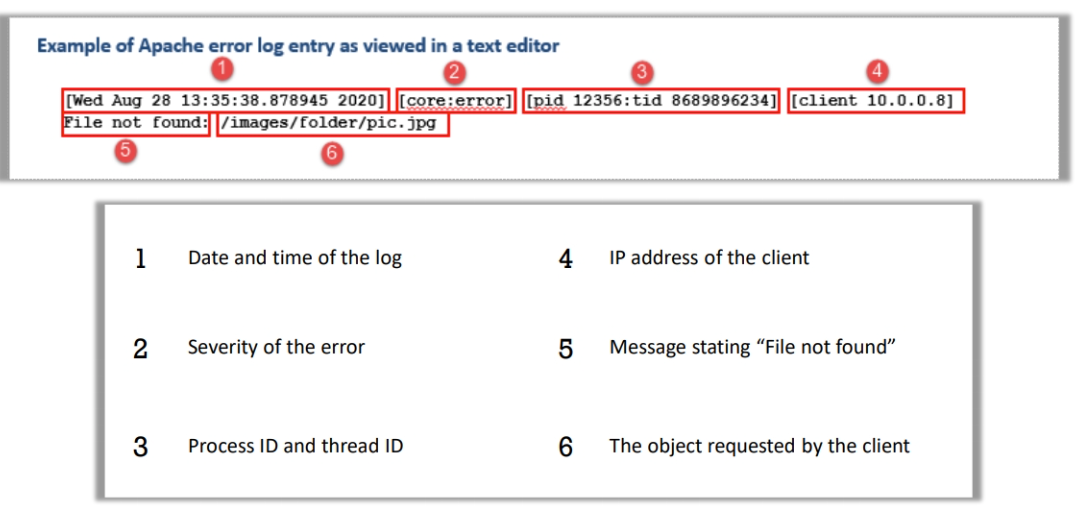 Example of Apache error log entry as viewed in a text editor
1 2 3 4
[Wed Aug 28 13:35:38.878945 2020] [core:error] [pid 12356:tid 8689896234] [client 10.0.0.8]
File not found: /images/folder/pic.jpg
5 6
1 Date and time of the log
4 IP address of the client
2 Severity of the error
5 Message stating “File not found”
3 Process ID and thread ID
6 The object requested by the client